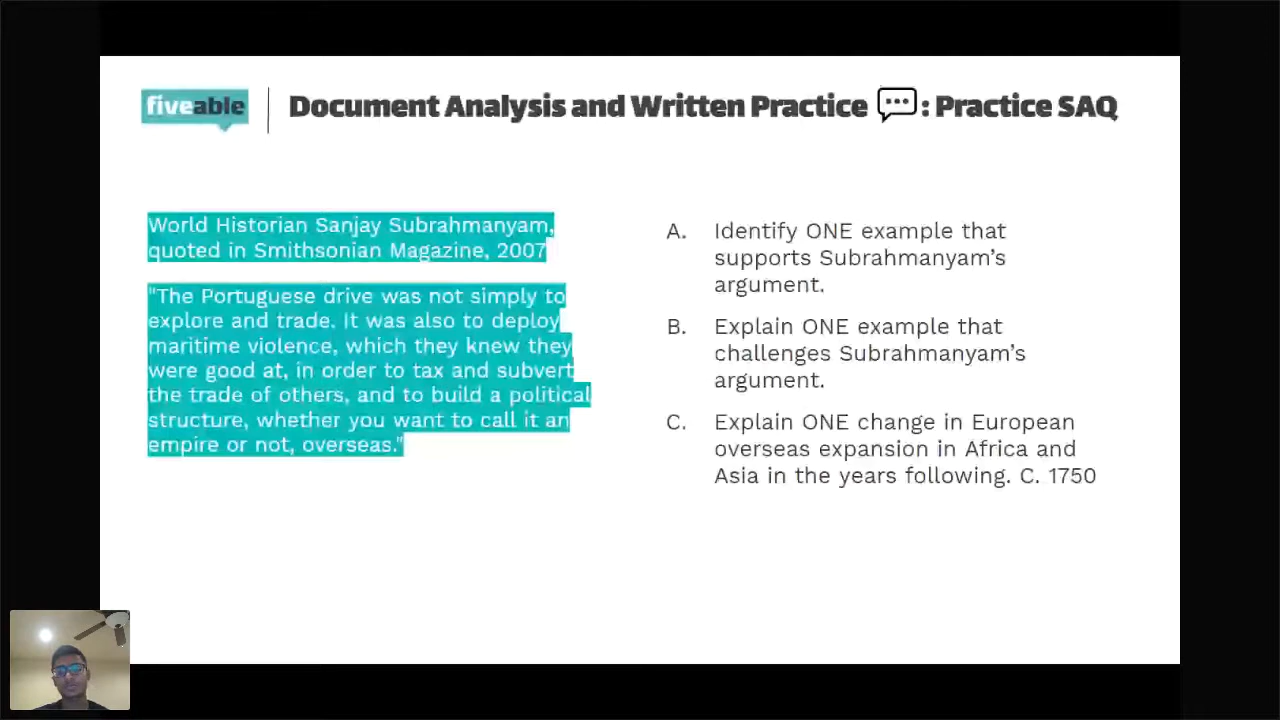 fiveable
Document Analysis and Written Practice : Practice SAQ
World Historian Sanjay Subrahmanyam,
quoted in Smithsonian Magazine, 2007
"The Portuguese drive was not simply to
explore and trade. It was also to deploy
maritime violence, which they knew they
were good at, in order to tax and subvert
the trade of others, and to build a political
structure, whether you want to call it an
empire or not, overseas."
A. Identify ONE example that
supports Subrahmanyam's
argument.
B. Explain ONE example that
challenges Subrahmanyam's
argument.
C. Explain ONE change in European
overseas expansion in Africa and
Asia in the years following. C. 1750